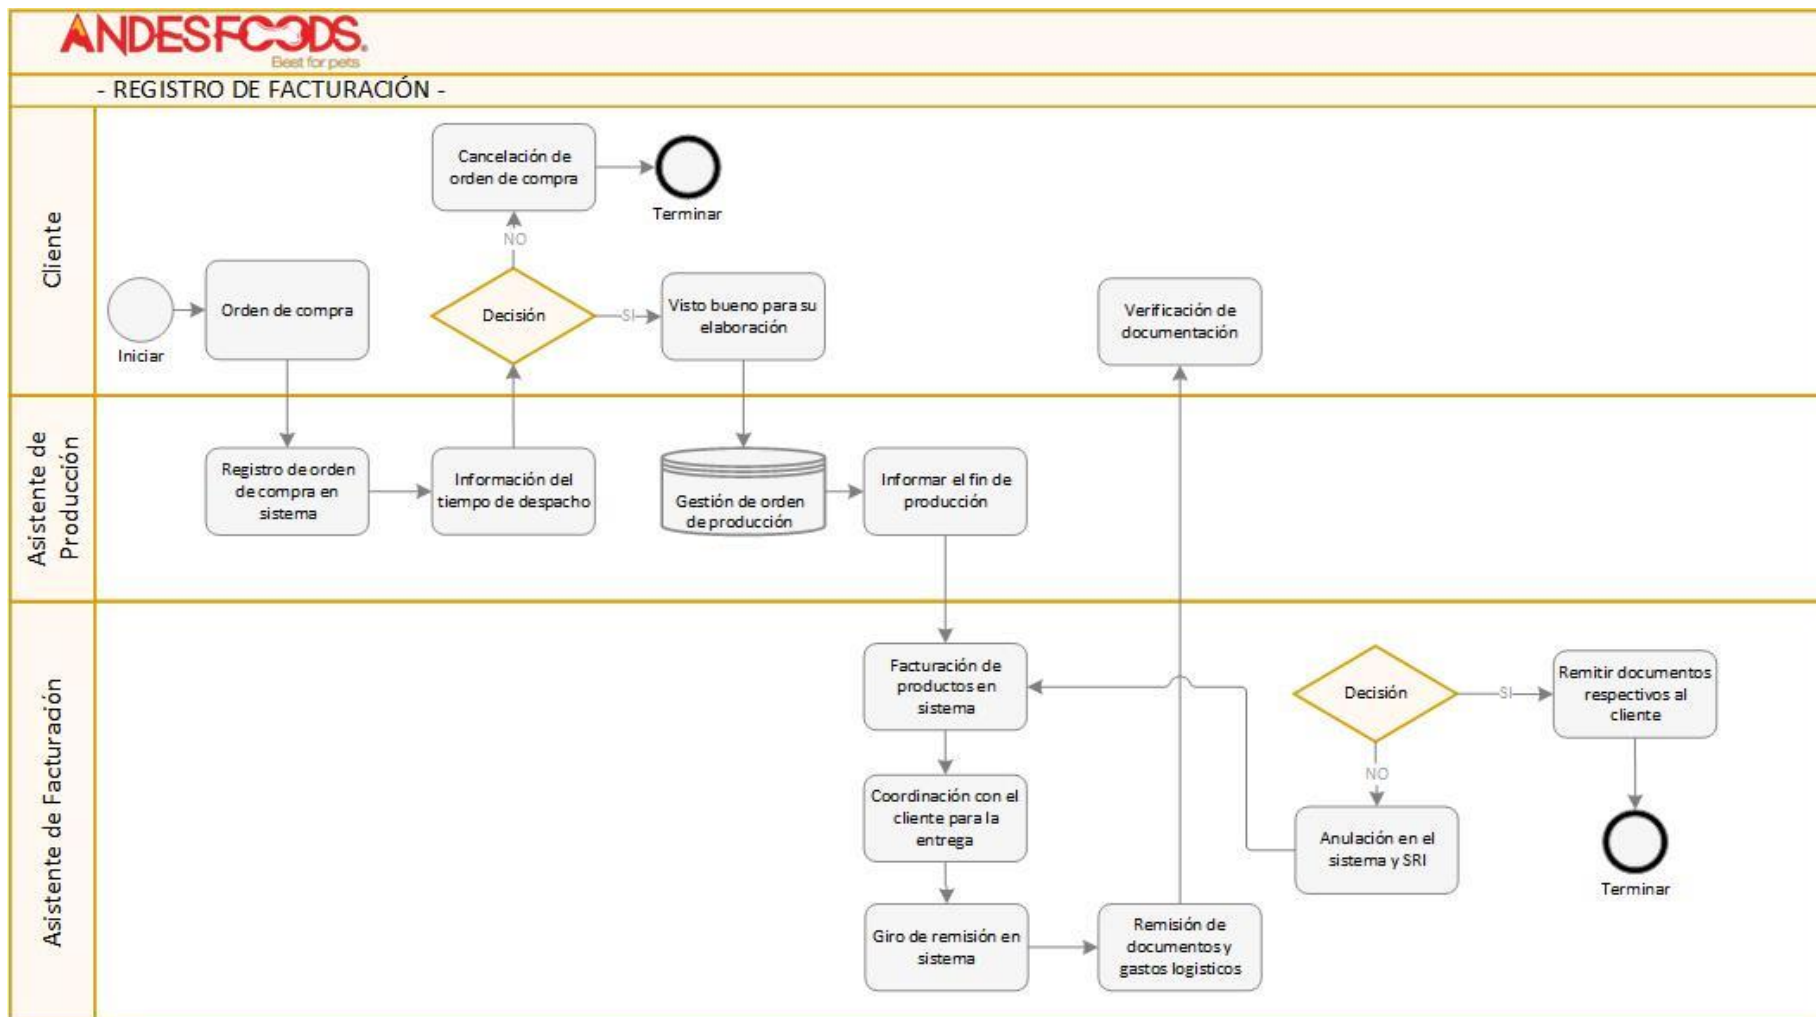 ANDESFOODS®
Best for pets
- REGISTRO DE FACTURACIÓN -
Cliente
Cancelación de
orden de compra
Terminar
NO
Iniciar
Orden de compra
Decisión
SI
Visto bueno para su
elaboración
Verificación de
documentación
Asistente de
Producción
Registro de orden
de compra en
sistema
Información del
tiempo de despacho
Gestión de orden
de producción
Informar el fin de
producción
Asistente de Facturación
Facturación de
productos en
sistema
Decisión
SI
Remitir documentos
respectivos al
cliente
NO
Coordinación con el
cliente para la
entrega
Anulación en el
sistema y SRI
Terminar
Giro de remisión en
sistema
Remisión de
documentos y
gastos logisticos